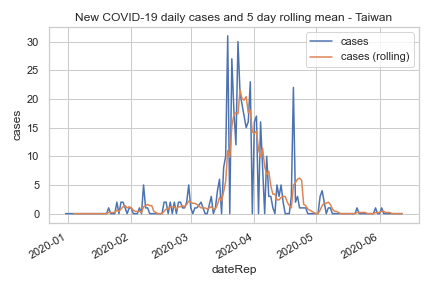 New COVID-19 daily cases and 5 day rolling mean - Taiwan
cases
cases (rolling)
30
25
20
15
10
5
0
cases
2020-01
2020-02
2020-03
2020-04
2020-05
2020-06
dateRep